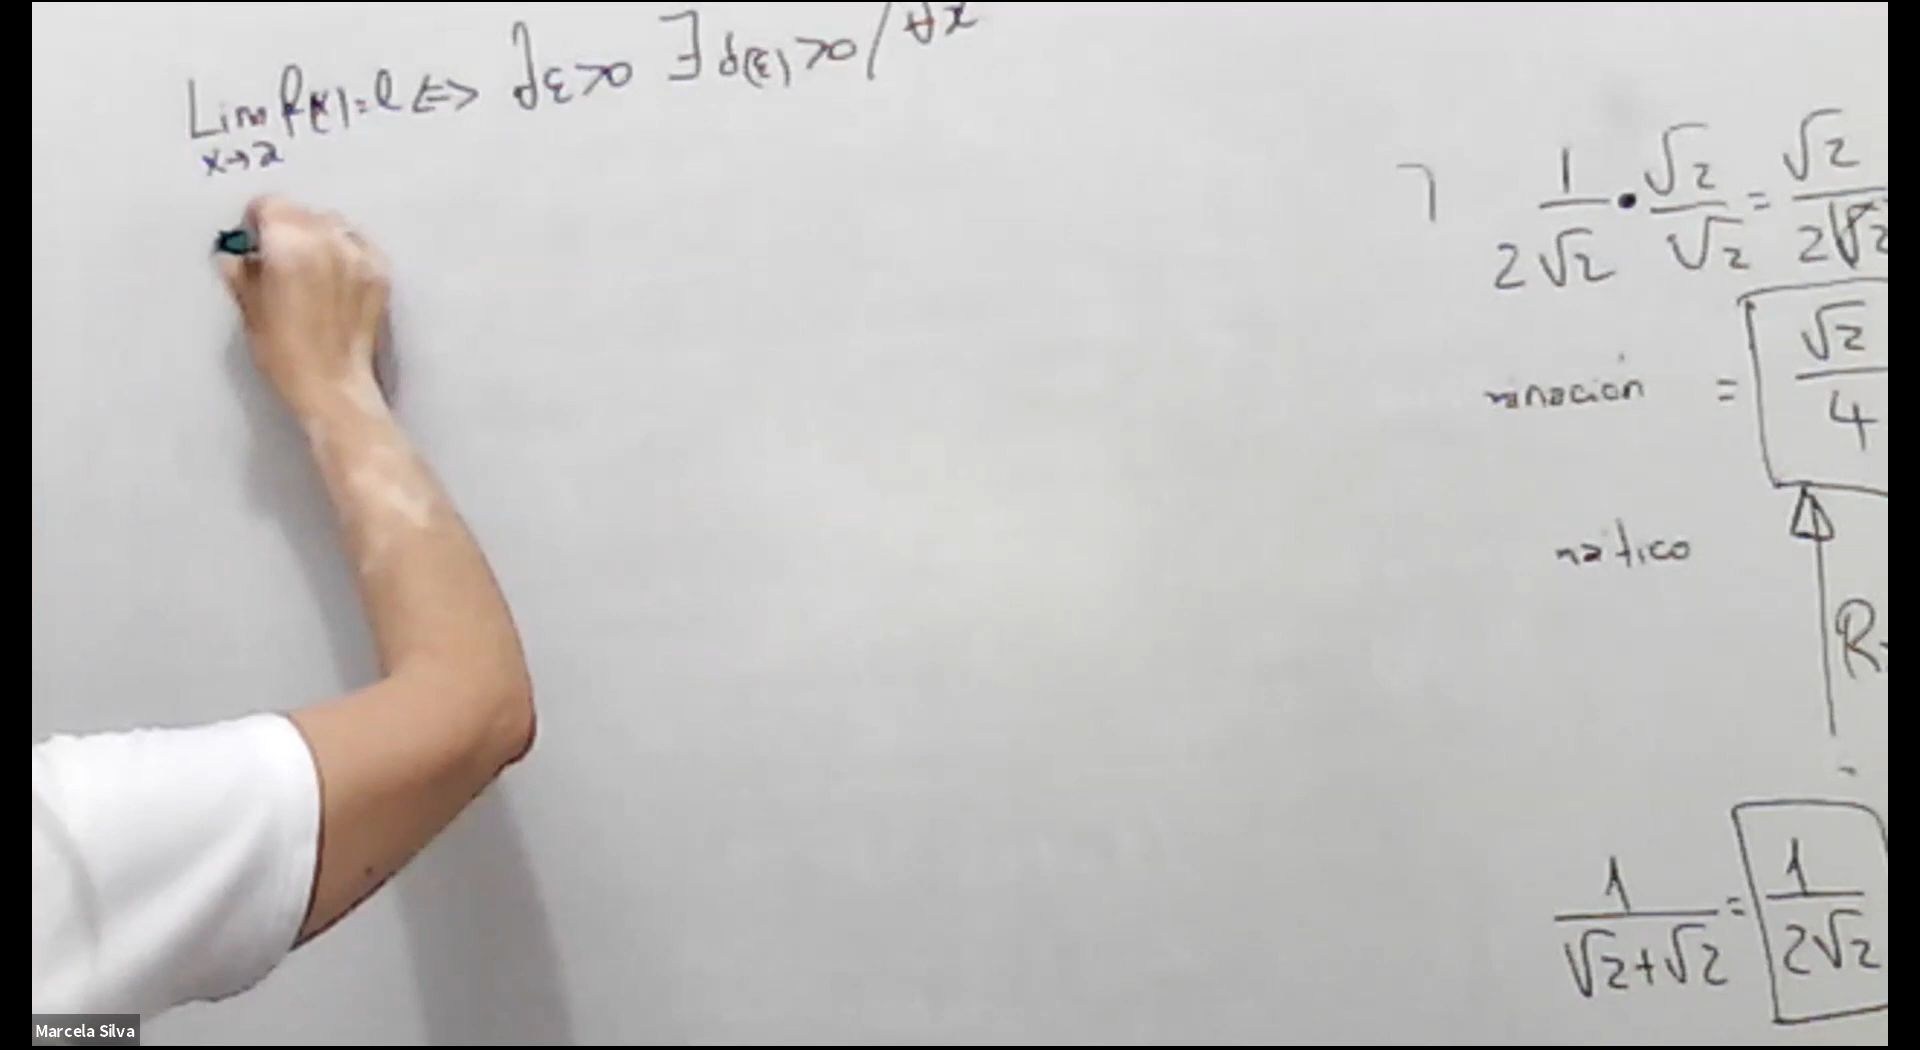 Lim f(x) = l ⇔ ∀ε>0 ∃ δ(ε)>0 / ∀x
x→a
1/(2√2) • √2/√2 = √2/(2√2
= √2/4
nático
R
1/(√2+√2) = 1/(2√2)
Marcela Silva